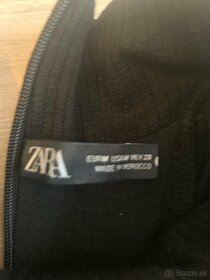 ZARA
EUR M USA M MEX 28
MADE IN MOROCCO
bazos.sk